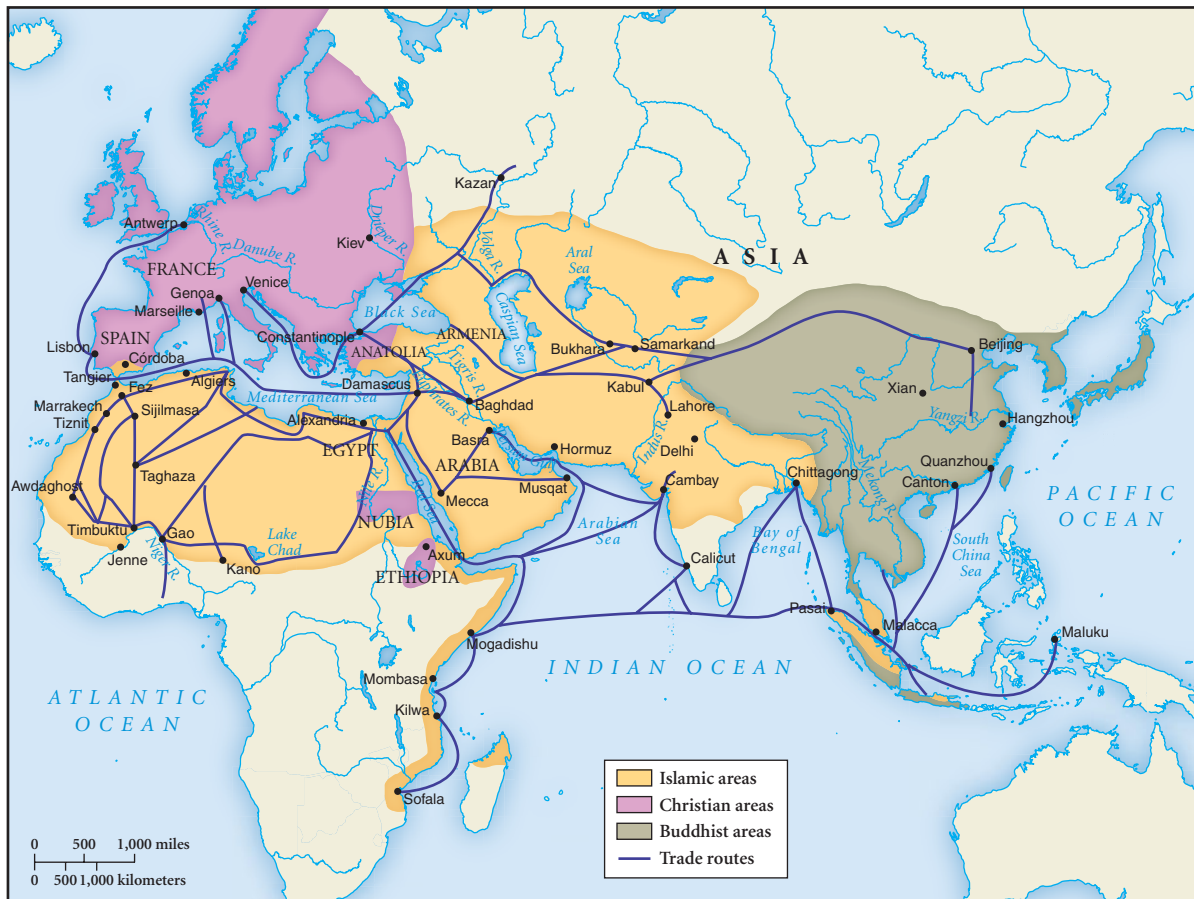 Kazan
Antwerp
Rhine R.
Dnieper R.
Kiev
Volga R.
ASIA
Danube R.
Aral
Sea
FRANCE
Venice
Genoa
Caspian Sea
Marseille
Black Sea
SPAIN
Constantinople
ARMENIA
Lisbon
Córdoba
ANATOLIA
Bukhara
Samarkand
Beijing
Tangier
Fez
Algiers
Damascus
Tigris R.
Euphrates R.
Kabul
Xian
Marrakech
Mediterranean Sea
Baghdad
Lahore
Tiznit
Sijilmasa
Alexandria
Yangzi R.
Hangzhou
Basra
Indus R.
Delhi
EGYPT
Hormuz
Persian Gulf
Quanzhou
Taghaza
ARABIA
Chittagong
Mekong R.
Canton
Awdaghost
Nile R.
Mecca
Musqat
Cambay
PACIFIC
OCEAN
Red Sea
NUBIA
Arabian
Sea
Bay of
Bengal
Timbuktu
Gao
Lake
Chad
South
China
Sea
Niger R.
Jenne
Kano
Axum
Calicut
ETHIOPIA
Pasai
Malacca
Maluku
Mogadishu
INDIAN OCEAN
Mombasa
ATLANTIC
OCEAN
Kilwa
Sofala
Islamic areas
Christian areas
Buddhist areas
Trade routes
0 500 1,000 miles
0 500 1,000 kilometers